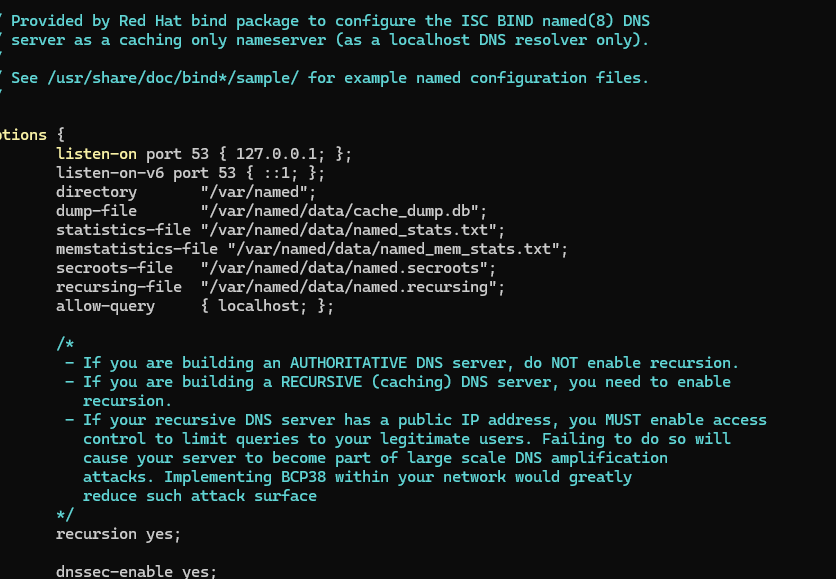 / Provided by Red Hat bind package to configure the ISC BIND named(8) DNS
/ server as a caching only nameserver (as a localhost DNS resolver only).
/
/ See /usr/share/doc/bind*/sample/ for example named configuration files.
/
ptions {
listen-on port 53 { 127.0.0.1; };
listen-on-v6 port 53 { ::1; };
directory       "/var/named";
dump-file       "/var/named/data/cache_dump.db";
statistics-file "/var/named/data/named_stats.txt";
memstatistics-file "/var/named/data/named_mem_stats.txt";
secroots-file   "/var/named/data/named.secroots";
recursing-file  "/var/named/data/named.recursing";
allow-query     { localhost; };
/*
- If you are building an AUTHORITATIVE DNS server, do NOT enable recursion.
- If you are building a RECURSIVE (caching) DNS server, you need to enable
recursion.
- If your recursive DNS server has a public IP address, you MUST enable access
control to limit queries to your legitimate users. Failing to do so will
cause your server to become part of large scale DNS amplification
attacks. Implementing BCP38 within your network would greatly
reduce such attack surface
*/
recursion yes;
dnssec-enable yes;